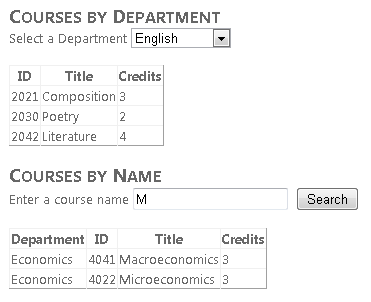 Courses by Department
Select a Department English
ID Title Credits
2021 Composition 3
2030 Poetry 2
2042 Literature 4
Courses by Name
Enter a course name M Search
Department ID Title Credits
Economics 4041 Macroeconomics 3
Economics 4022 Microeconomics 3